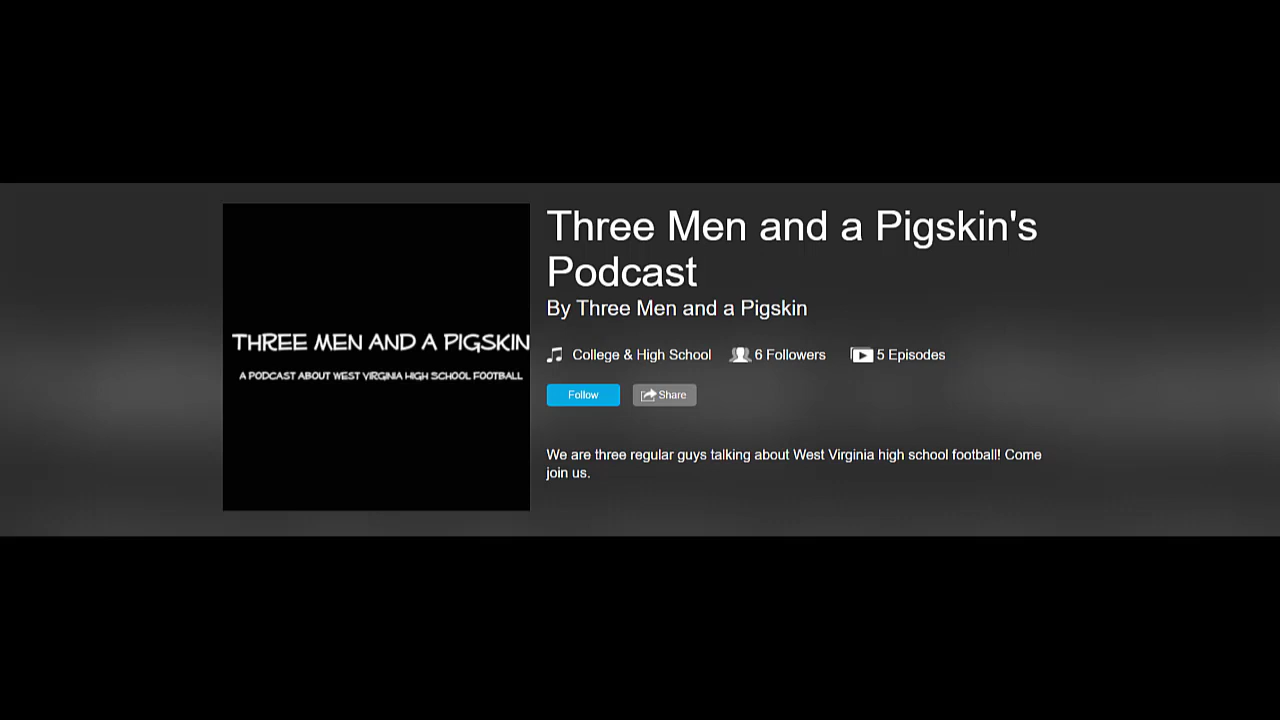 THREE MEN AND A PIGSKIN
A PODCAST ABOUT WEST VIRGINIA HIGH SCHOOL FOOTBALL
Three Men and a Pigskin's
Podcast
By Three Men and a Pigskin
College & High School 6 Followers 5 Episodes
Follow Share
We are three regular guys talking about West Virginia high school football! Come
join us.